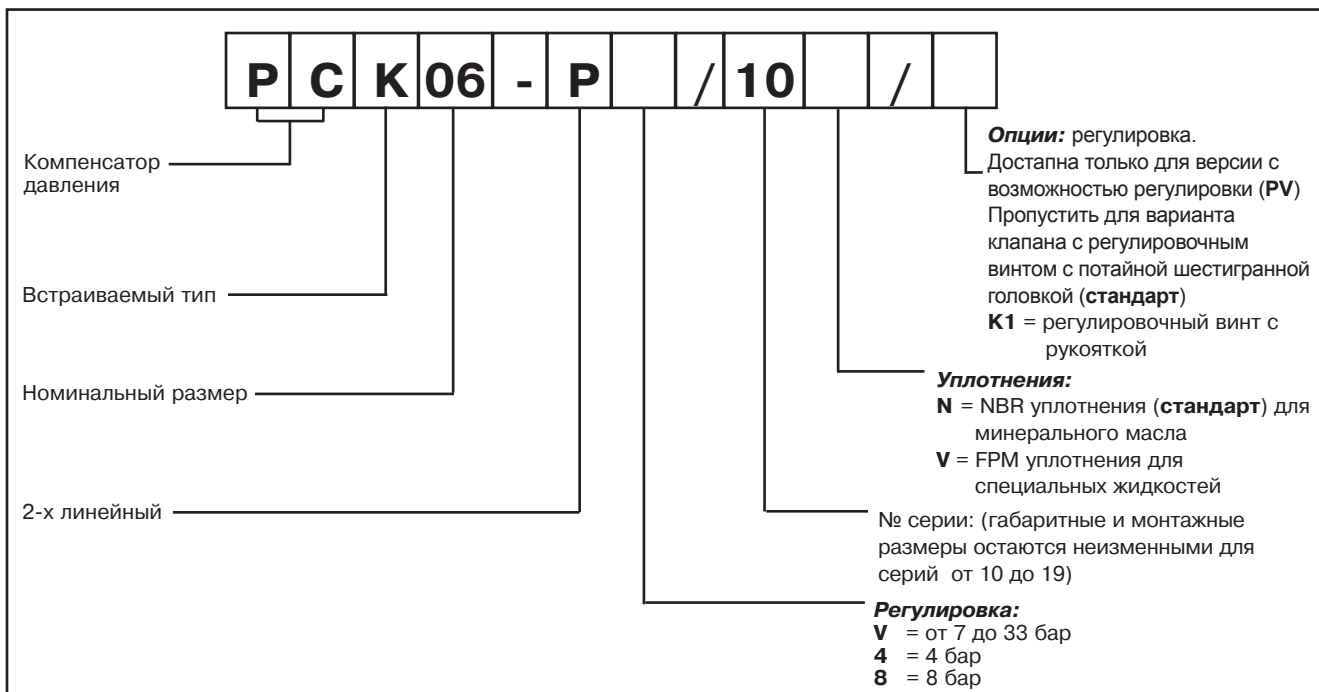 PCK06-P /10 /
Компенсатор
давления
Встраиваемый тип
Номинальный размер
2-х линейный
Опции: регулировка.
Достапна только для версии с
возможностью регулировки (PV)
Пропустить для варианта
клапана с регулировочным
винтом с потайной шестигранной
головкой (стандарт)
K1 = регулировочный винт с
рукояткой
Уплотнения:
N = NBR уплотнения (стандарт) для
минерального масла
V = FPM уплотнения для
специальных жидкостей
№ серии: (габаритные и монтажные
размеры остаются неизменными для
серий от 10 до 19)
Регулировка:
V = от 7 до 33 бар
4 = 4 бар
8 = 8 бар